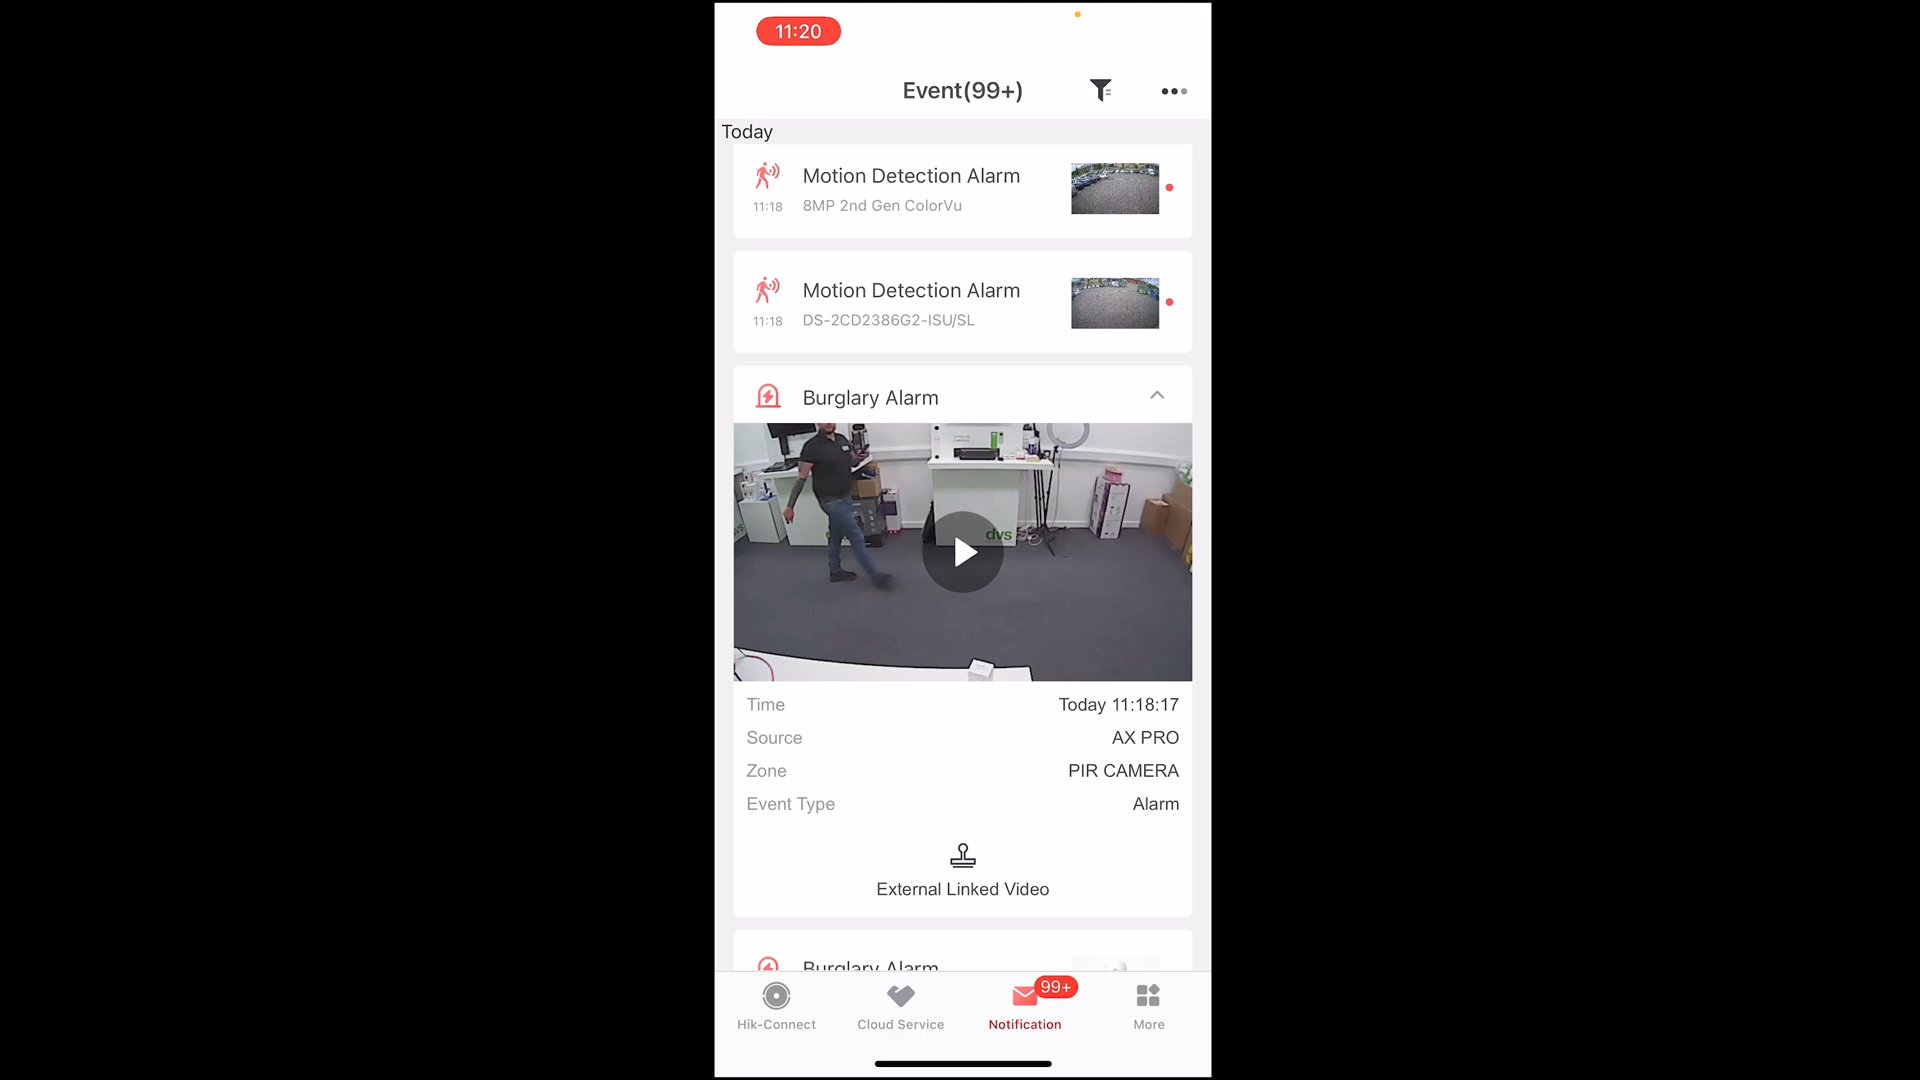 11:20
Event(99+)
Today
Motion Detection Alarm
11:18
8MP 2nd Gen ColorVu
Motion Detection Alarm
11:18
DS-2CD2386G2-ISU/SL
Burglary Alarm
dvs
Time
Today 11:18:17
Source
AX PRO
Zone
PIR CAMERA
Event Type
Alarm
External Linked Video
Burglary Alarm
99+
Hik-Connect
Cloud Service
Notification
More